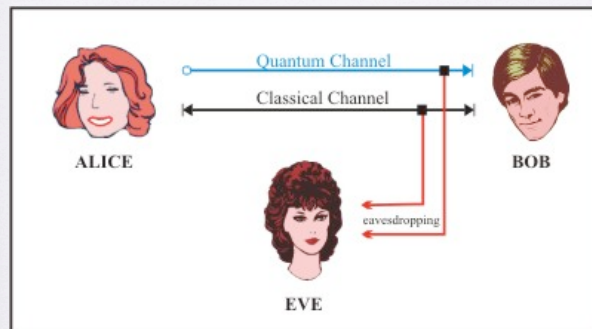 Quantum Channel
Classical Channel
ALICE
BOB
eavesdropping
EVE